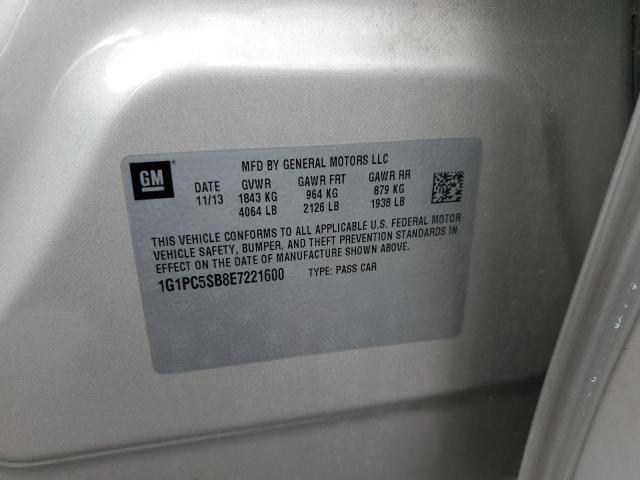 GM
MFD BY GENERAL MOTORS LLC
DATE GVWR GAWR FRT GAWR RR
11/13 1843 KG 964 KG 879 KG
4064 LB 2126 LB 1938 LB
THIS VEHICLE CONFORMS TO ALL APPLICABLE U.S. FEDERAL MOTOR
VEHICLE SAFETY, BUMPER, AND THEFT PREVENTION STANDARDS IN
EFFECT ON THE DATE OF MANUFACTURE SHOWN ABOVE.
1G1PC5SB8E7221600 TYPE: PASS CAR